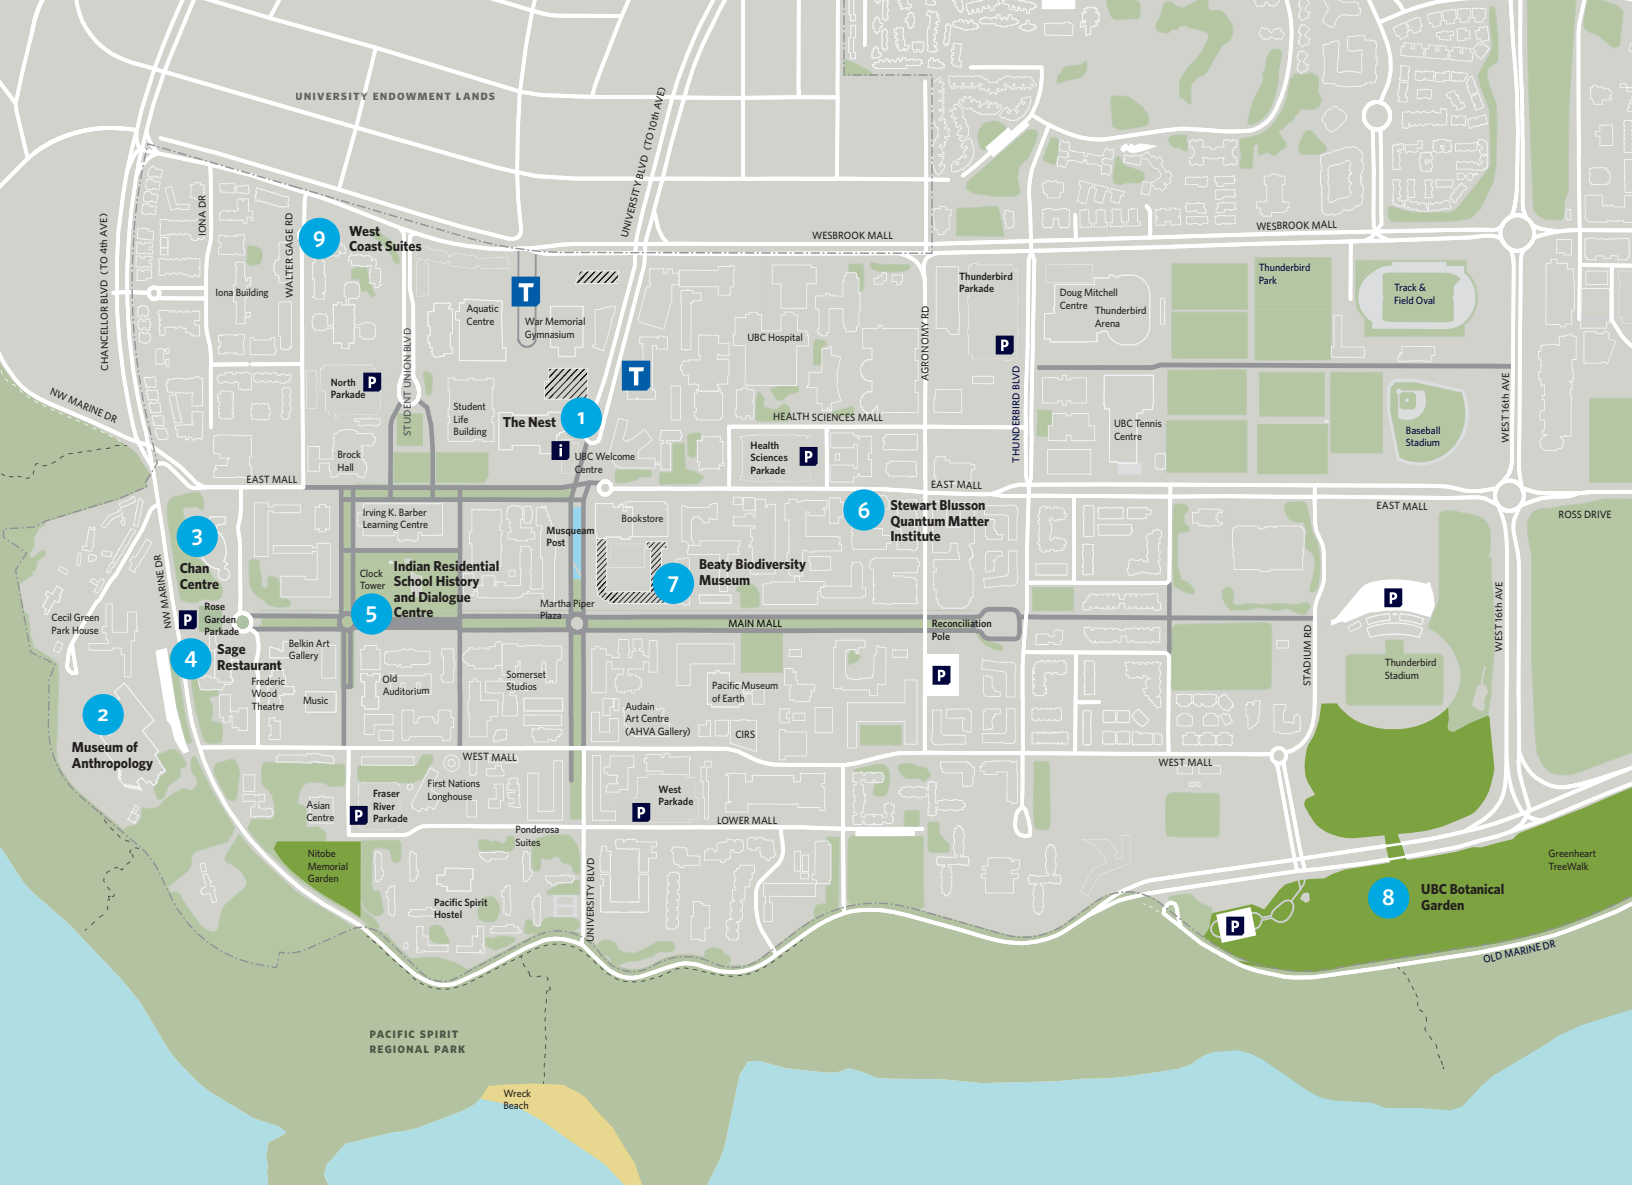 UNIVERSITY ENDOWMENT LANDS
UNIVERSITY BLVD (TO 10th AVE)
CHANCELLOR BLVD (TO 4th AVE)
IONA DR
WALTER GAGE RD
9
West
Coast Suites
WESBROOK MALL
WESBROOK MALL
Iona Building
T
Aquatic
Centre
War Memorial
Gymnasium
UBC Hospital
AGRONOMY RD
Thunderbird
Parkade
P
Doug Mitchell
Centre
Thunderbird
Arena
Thunderbird
Park
Track &
Field Oval
NW MARINE DR
North
Parkade
P
STUDENT UNION BLVD
Student
Life
Building
T
The Nest
1
i
UBC Welcome
Centre
HEALTH SCIENCES MALL
Health
Sciences
Parkade
P
THUNDERBIRD BLVD
UBC Tennis
Centre
Baseball
Stadium
WEST 16th AVE
Brock
Hall
EAST MALL
EAST MALL
EAST MALL
ROSS DRIVE
3
Chan
Centre
Irving K. Barber
Learning Centre
Musqueam
Post
Bookstore
6
Stewart Blusson
Quantum Matter
Institute
NW MARINE DR
Clock
Tower
Indian Residential
School History
and Dialogue
Centre
5
7
Beaty Biodiversity
Museum
Martha Piper
Plaza
MAIN MALL
Reconciliation
Pole
P
Cecil Green
Park House
P
Rose
Garden
Parkade
4
Sage
Restaurant
Belkin Art
Gallery
Frederic
Wood
Theatre
Music
Old
Auditorium
Somerset
Studios
Audain
Art Centre
(AHVA Gallery)
Pacific Museum
of Earth
CIRS
P
STADIUM RD
Thunderbird
Stadium
WEST 16th AVE
2
Museum of
Anthropology
WEST MALL
WEST MALL
Asian
Centre
P
Fraser
River
Parkade
First Nations
Longhouse
West
Parkade
P
LOWER MALL
Ponderosa
Suites
Nitobe
Memorial
Garden
Pacific Spirit
Hostel
UNIVERSITY BLVD
P
8
UBC Botanical
Garden
Greenheart
TreeWalk
OLD MARINE DR
PACIFIC SPIRIT
REGIONAL PARK
Wreck
Beach